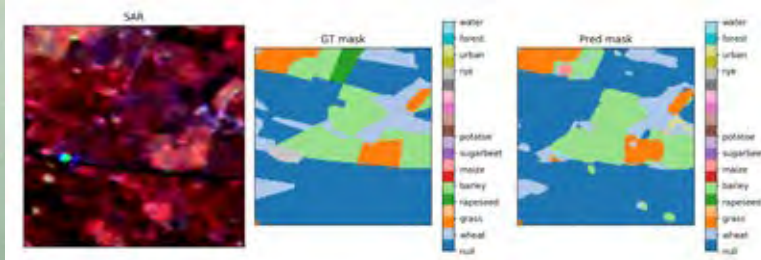 SAR
GT mask
water
forest
urban
rye
potatoe
sugarbeet
maize
barley
rapeseed
grass
wheat
null
Pred mask
water
forest
urban
rye
potatoe
sugarbeet
maize
barley
rapeseed
grass
wheat
null